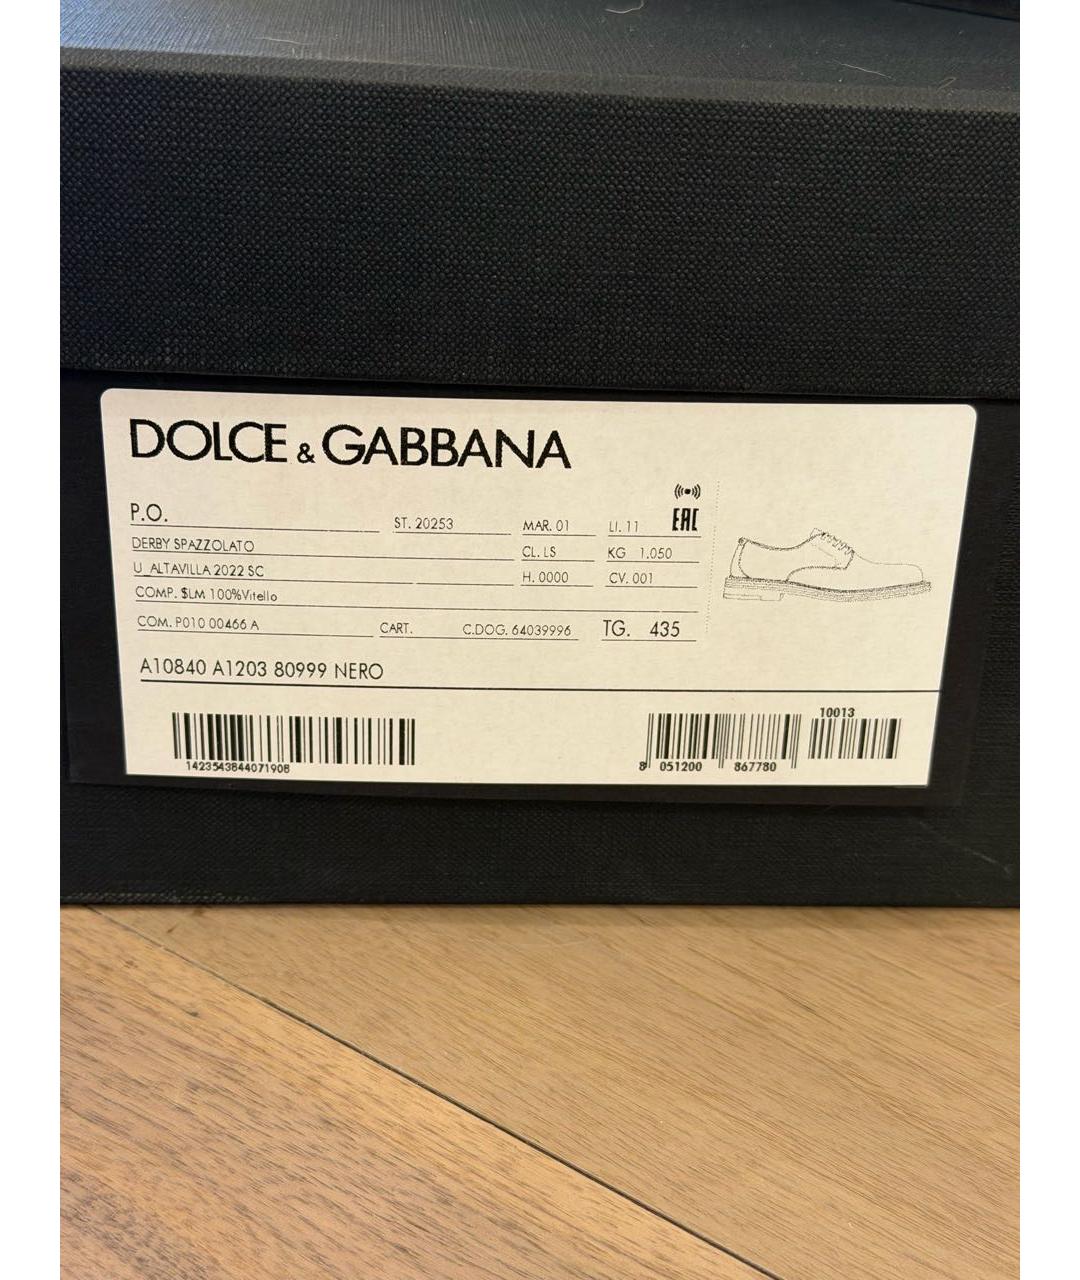 DOLCE & GABBANA
P.O. ST. 20253 MAR. 01 LI. 11 EAC
DERBY SPAZZOLATO CL. LS KG 1.050
U_ALTAVILLA 2022 SC H. 0000 CV. 001
COMP. $LM 100%Vitello
COM. P010 00466 A CART. C.DOG. 64039996 TG. 435
A10840 A1203 80999 NERO
10013
1423543844071908 8 051200 867780